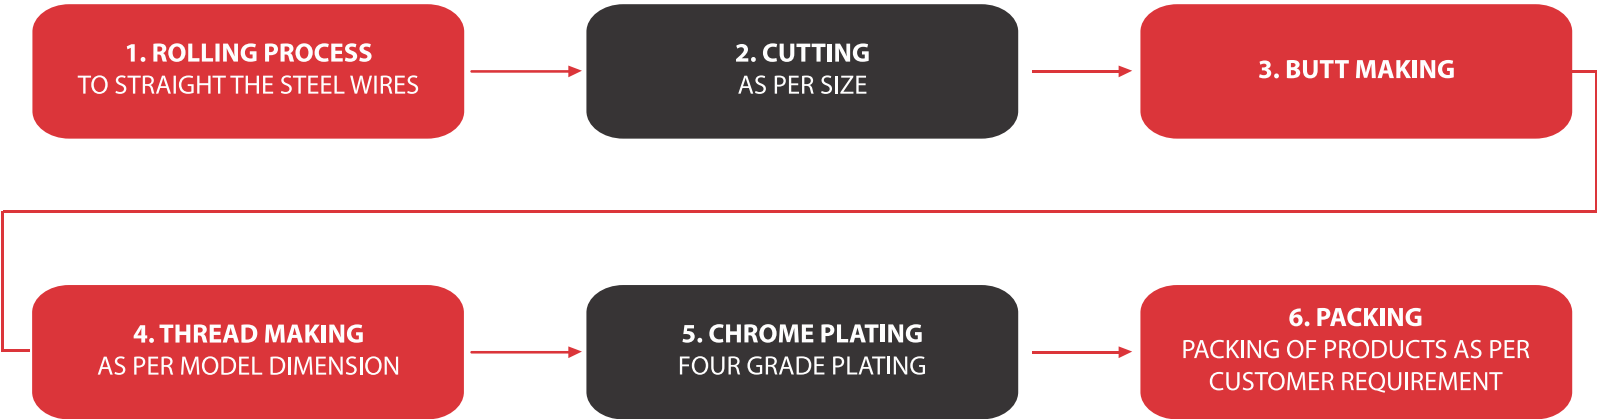 1. ROLLING PROCESS
TO STRAIGHT THE STEEL WIRES
2. CUTTING
AS PER SIZE
3. BUTT MAKING
4. THREAD MAKING
AS PER MODEL DIMENSION
5. CHROME PLATING
FOUR GRADE PLATING
6. PACKING
PACKING OF PRODUCTS AS PER
CUSTOMER REQUIREMENT